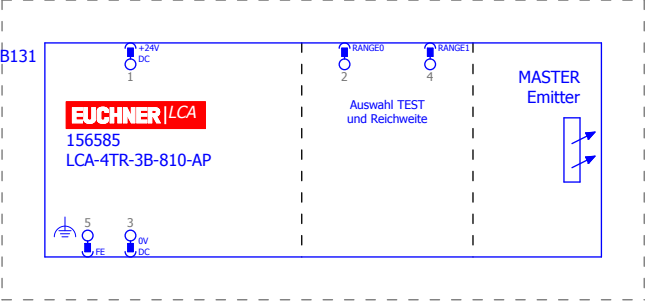 B131
+24V
DC
1
RANGE0
2
RANGE1
4
MASTER
Emitter
EUCHNER LCA
156585
LCA-4TR-3B-810-AP
Auswahl TEST
und Reichweite
5
FE
3
0V
DC